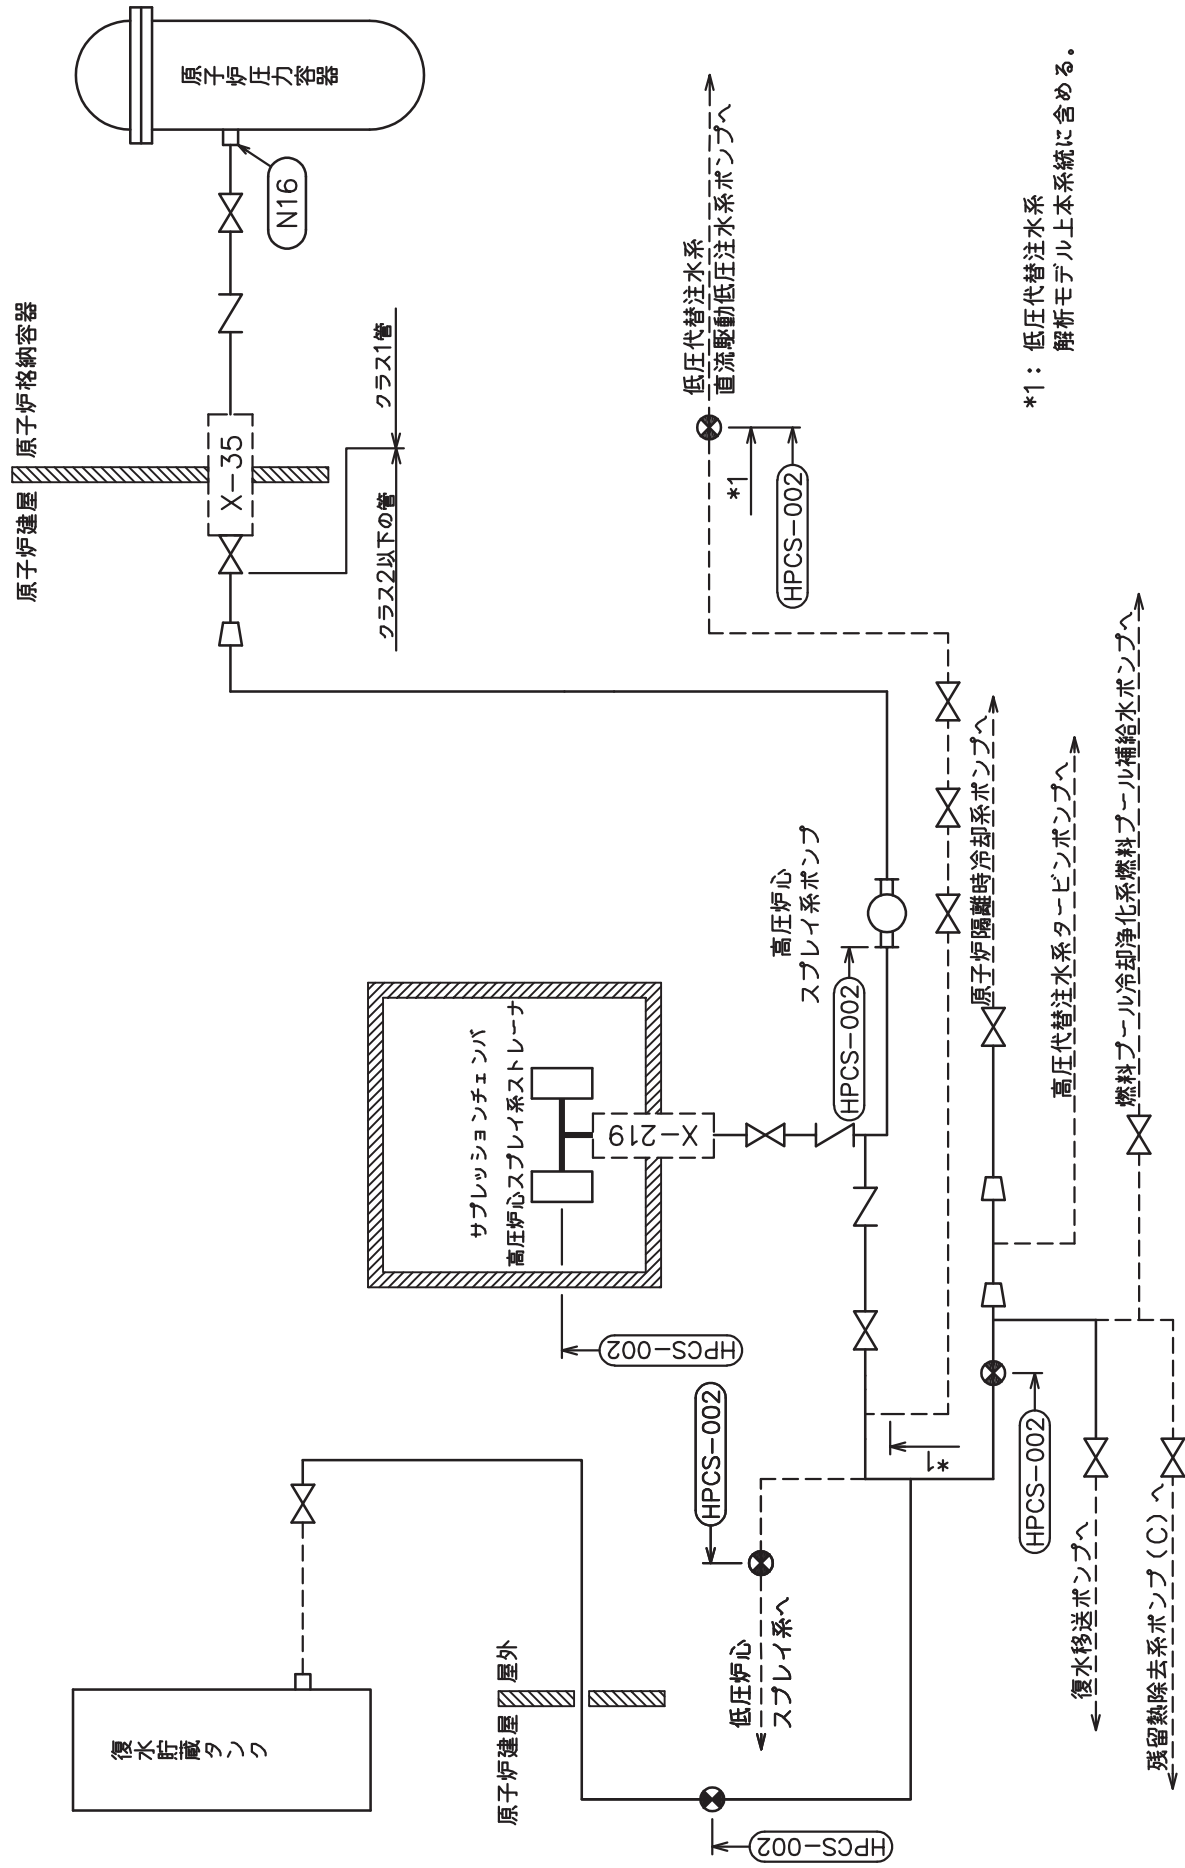 復水貯蔵タンク
原子炉建屋
屋外
HPCS-002
サプレッションチェンバ
高圧炉心スプレイ系ストレーナ
X-219
HPCS-002
HPCS-002
低圧炉心
スプレイ系へ
*1
HPCS-002
復水移送ポンプへ
残留熱除去系ポンプ(C)へ
原子炉建屋
原子炉格納容器
X-35
クラス2以下の管
クラス1管
N16
原子炉圧力容器
高圧炉心
スプレイ系ポンプ
HPCS-002
低圧代替注水系
直流駆動低圧注水系ポンプへ
*1
HPCS-002
原子炉隔離時冷却系ポンプへ
高圧代替注水系タービンポンプへ
燃料プール冷却浄化系燃料プール補給水ポンプへ
*1: 低圧代替注水系
解析モデル上本系統に含める。